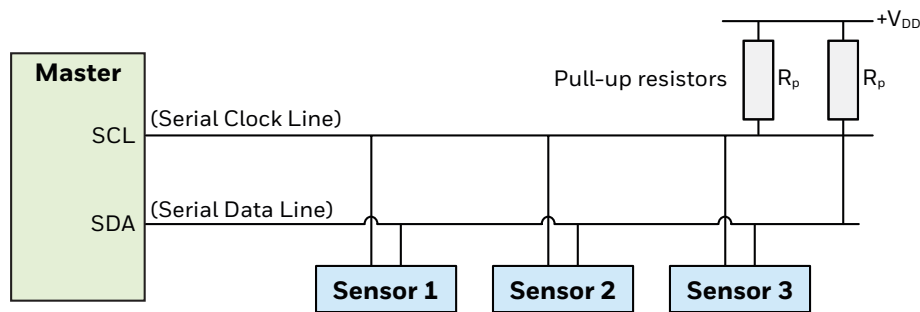 +V_DD
Master
Pull-up resistors R_p R_p
(Serial Clock Line)
SCL
(Serial Data Line)
SDA
Sensor 1 Sensor 2 Sensor 3